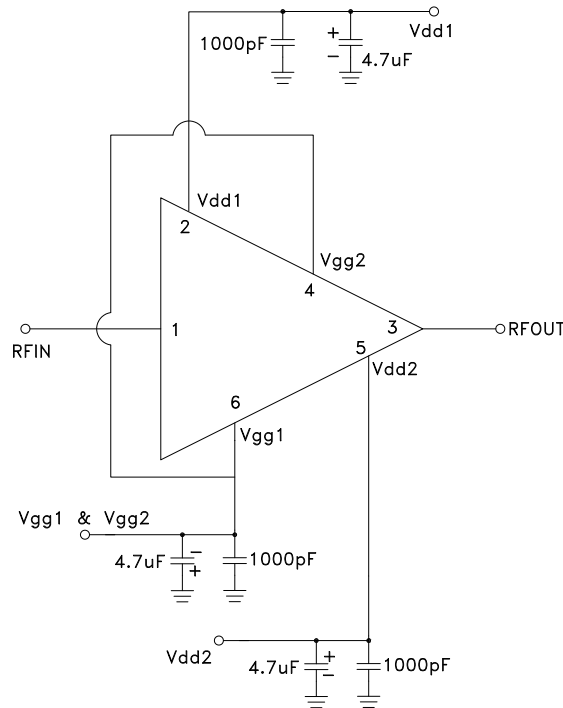 Vdd1
1000pF
+
−
4.7uF
Vdd1
2
Vgg2
4
1
3
RFIN
RFOUT
5
Vdd2
6
Vgg1
Vgg1 & Vgg2
4.7uF
−
+
1000pF
Vdd2
4.7uF
+
−
1000pF